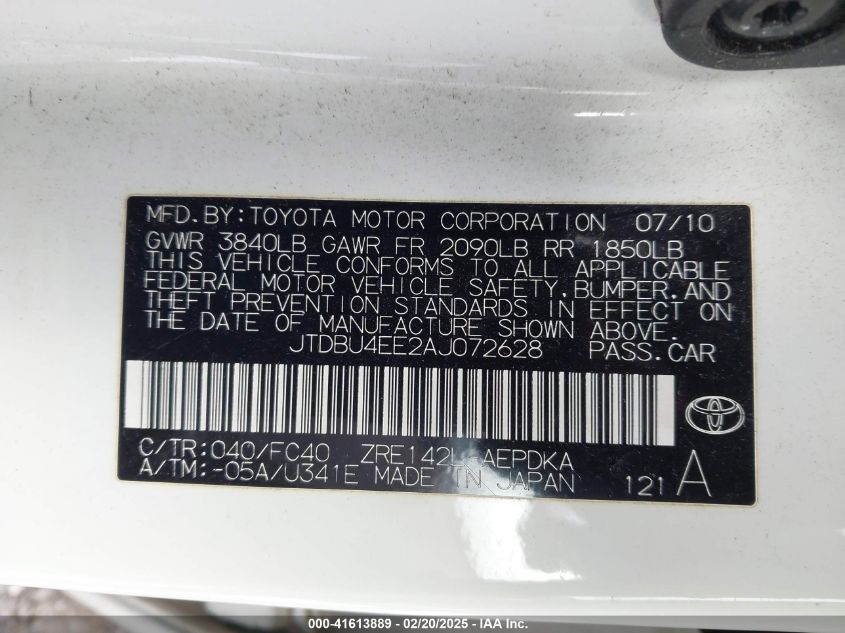 MFD.BY:TOYOTA MOTOR CORPORATION 07/10
GVWR 3840LB GAWR FR 2090LB RR 1850LB
THIS VEHICLE CONFORMS TO ALL APPLICABLE
FEDERAL MOTOR VEHICLE SAFETY,BUMPER,AND
THEFT PREVENTION STANDARDS IN EFFECT ON
THE DATE OF MANUFACTURE SHOWN ABOVE.
JTDBU4EE2AJ072628 PASS.CAR
C/TR:040/FC40 ZRE142L-AEPDKA
A/TM:-05A/U341E MADE IN JAPAN 121 A
000-41613889 - 02/20/2025 - IAA Inc.